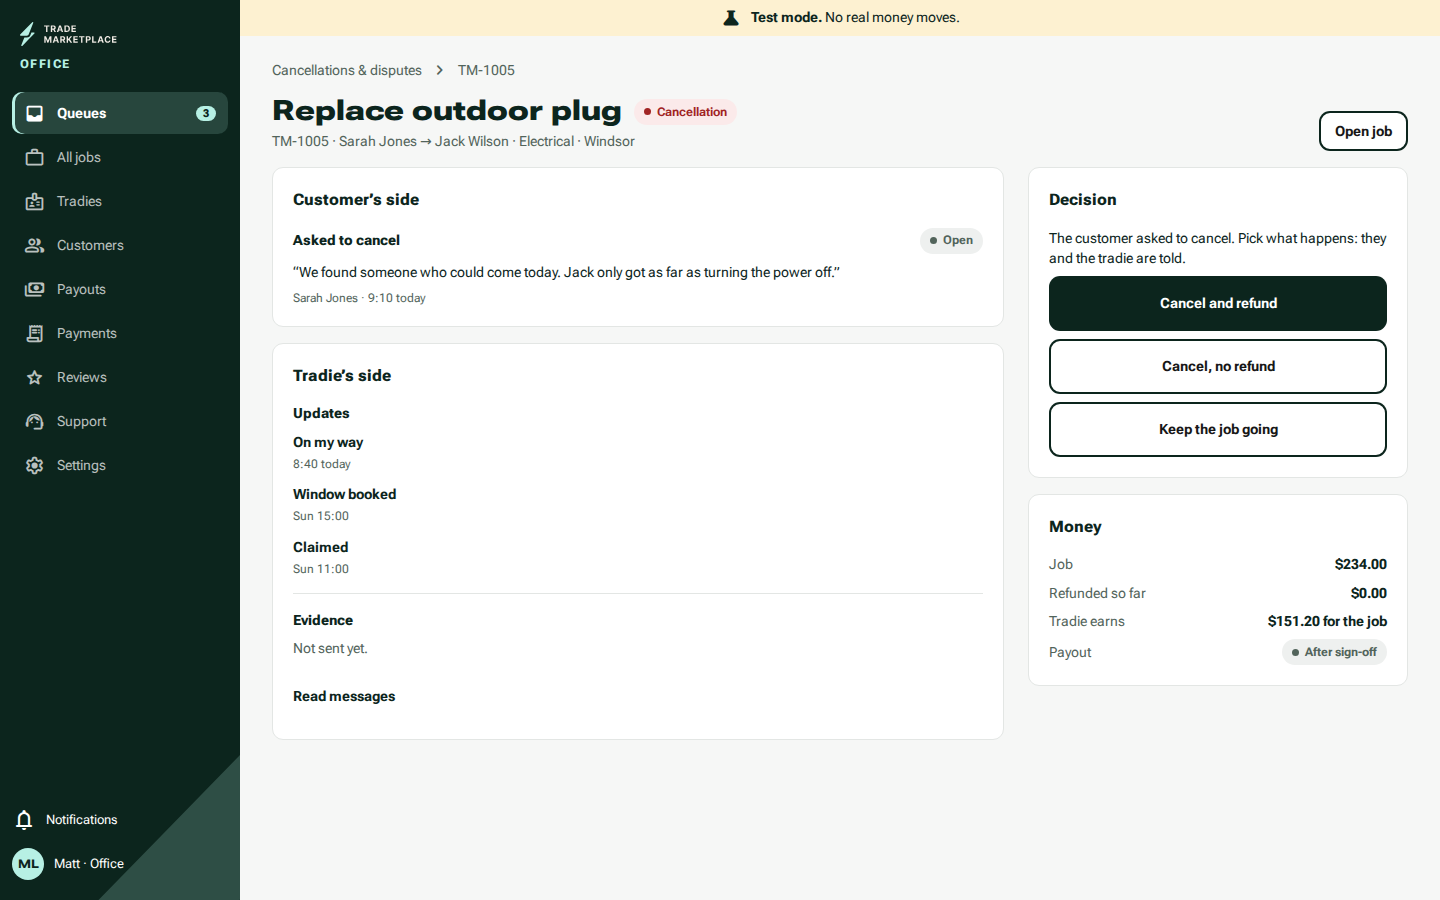 TRADE
MARKETPLACE
OFFICE
Queues 3
All jobs
Tradies
Customers
Payouts
Payments
Reviews
Support
Settings
Notifications
ML Matt · Office
Test mode. No real money moves.
Cancellations & disputes > TM-1005
Replace outdoor plug Cancellation
TM-1005 · Sarah Jones → Jack Wilson · Electrical · Windsor
Open job
Customer’s side
Asked to cancel Open
“We found someone who could come today. Jack only got as far as turning the power off.”
Sarah Jones · 9:10 today
Tradie’s side
Updates
On my way
8:40 today
Window booked
Sun 15:00
Claimed
Sun 11:00
Evidence
Not sent yet.
Read messages
Decision
The customer asked to cancel. Pick what happens: they
and the tradie are told.
Cancel and refund
Cancel, no refund
Keep the job going
Money
Job $234.00
Refunded so far $0.00
Tradie earns $151.20 for the job
Payout After sign-off